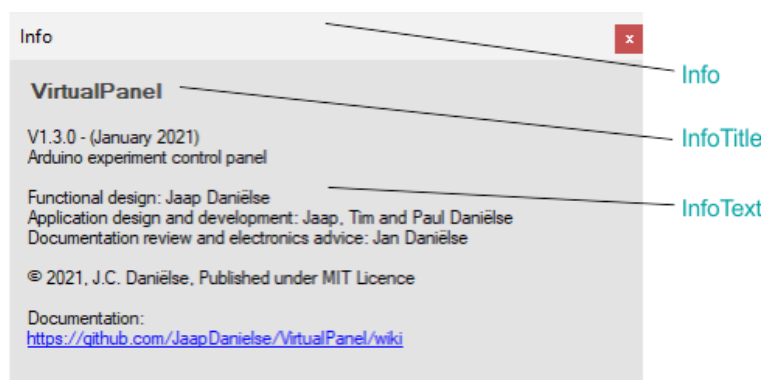 Info
x
Info
VirtualPanel
InfoTitle
V1.3.0 - (January 2021)
Arduino experiment control panel
Functional design: Jaap Daniëlse
InfoText
Application design and development: Jaap, Tim and Paul Daniëlse
Documentation review and electronics advice: Jan Daniëlse
© 2021, J.C. Daniëlse, Published under MIT Licence
Documentation:
https://github.com/JaapDanielse/VirtualPanel/wiki